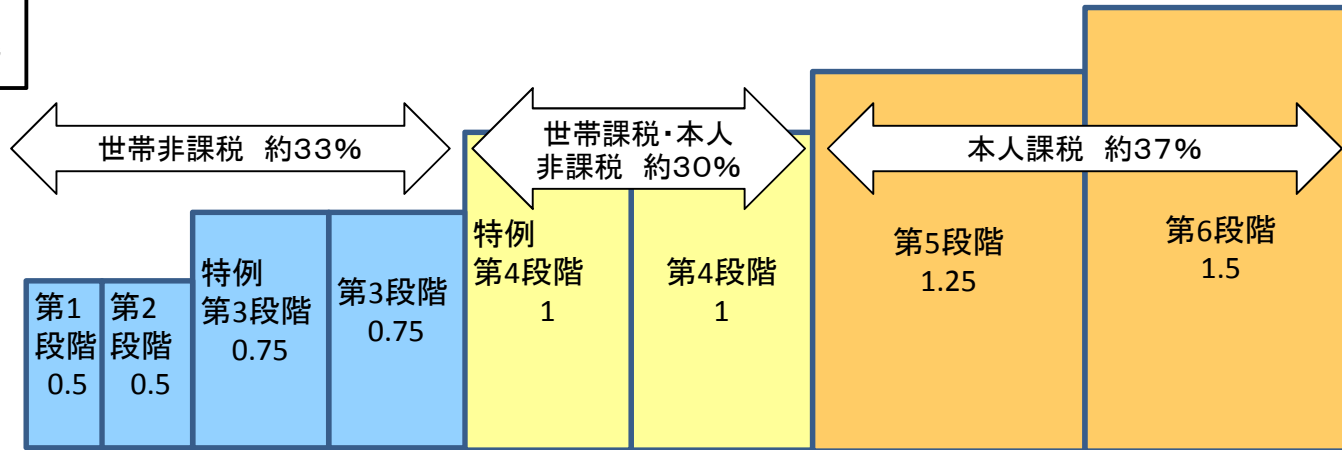 世帯非課税 約33%
世帯課税・本人
非課税 約30%
本人課税 約37%
第1
段階
0.5
第2
段階
0.5
特例
第3段階
0.75
第3段階
0.75
特例
第4段階
1
第4段階
1
第5段階
1.25
第6段階
1.5